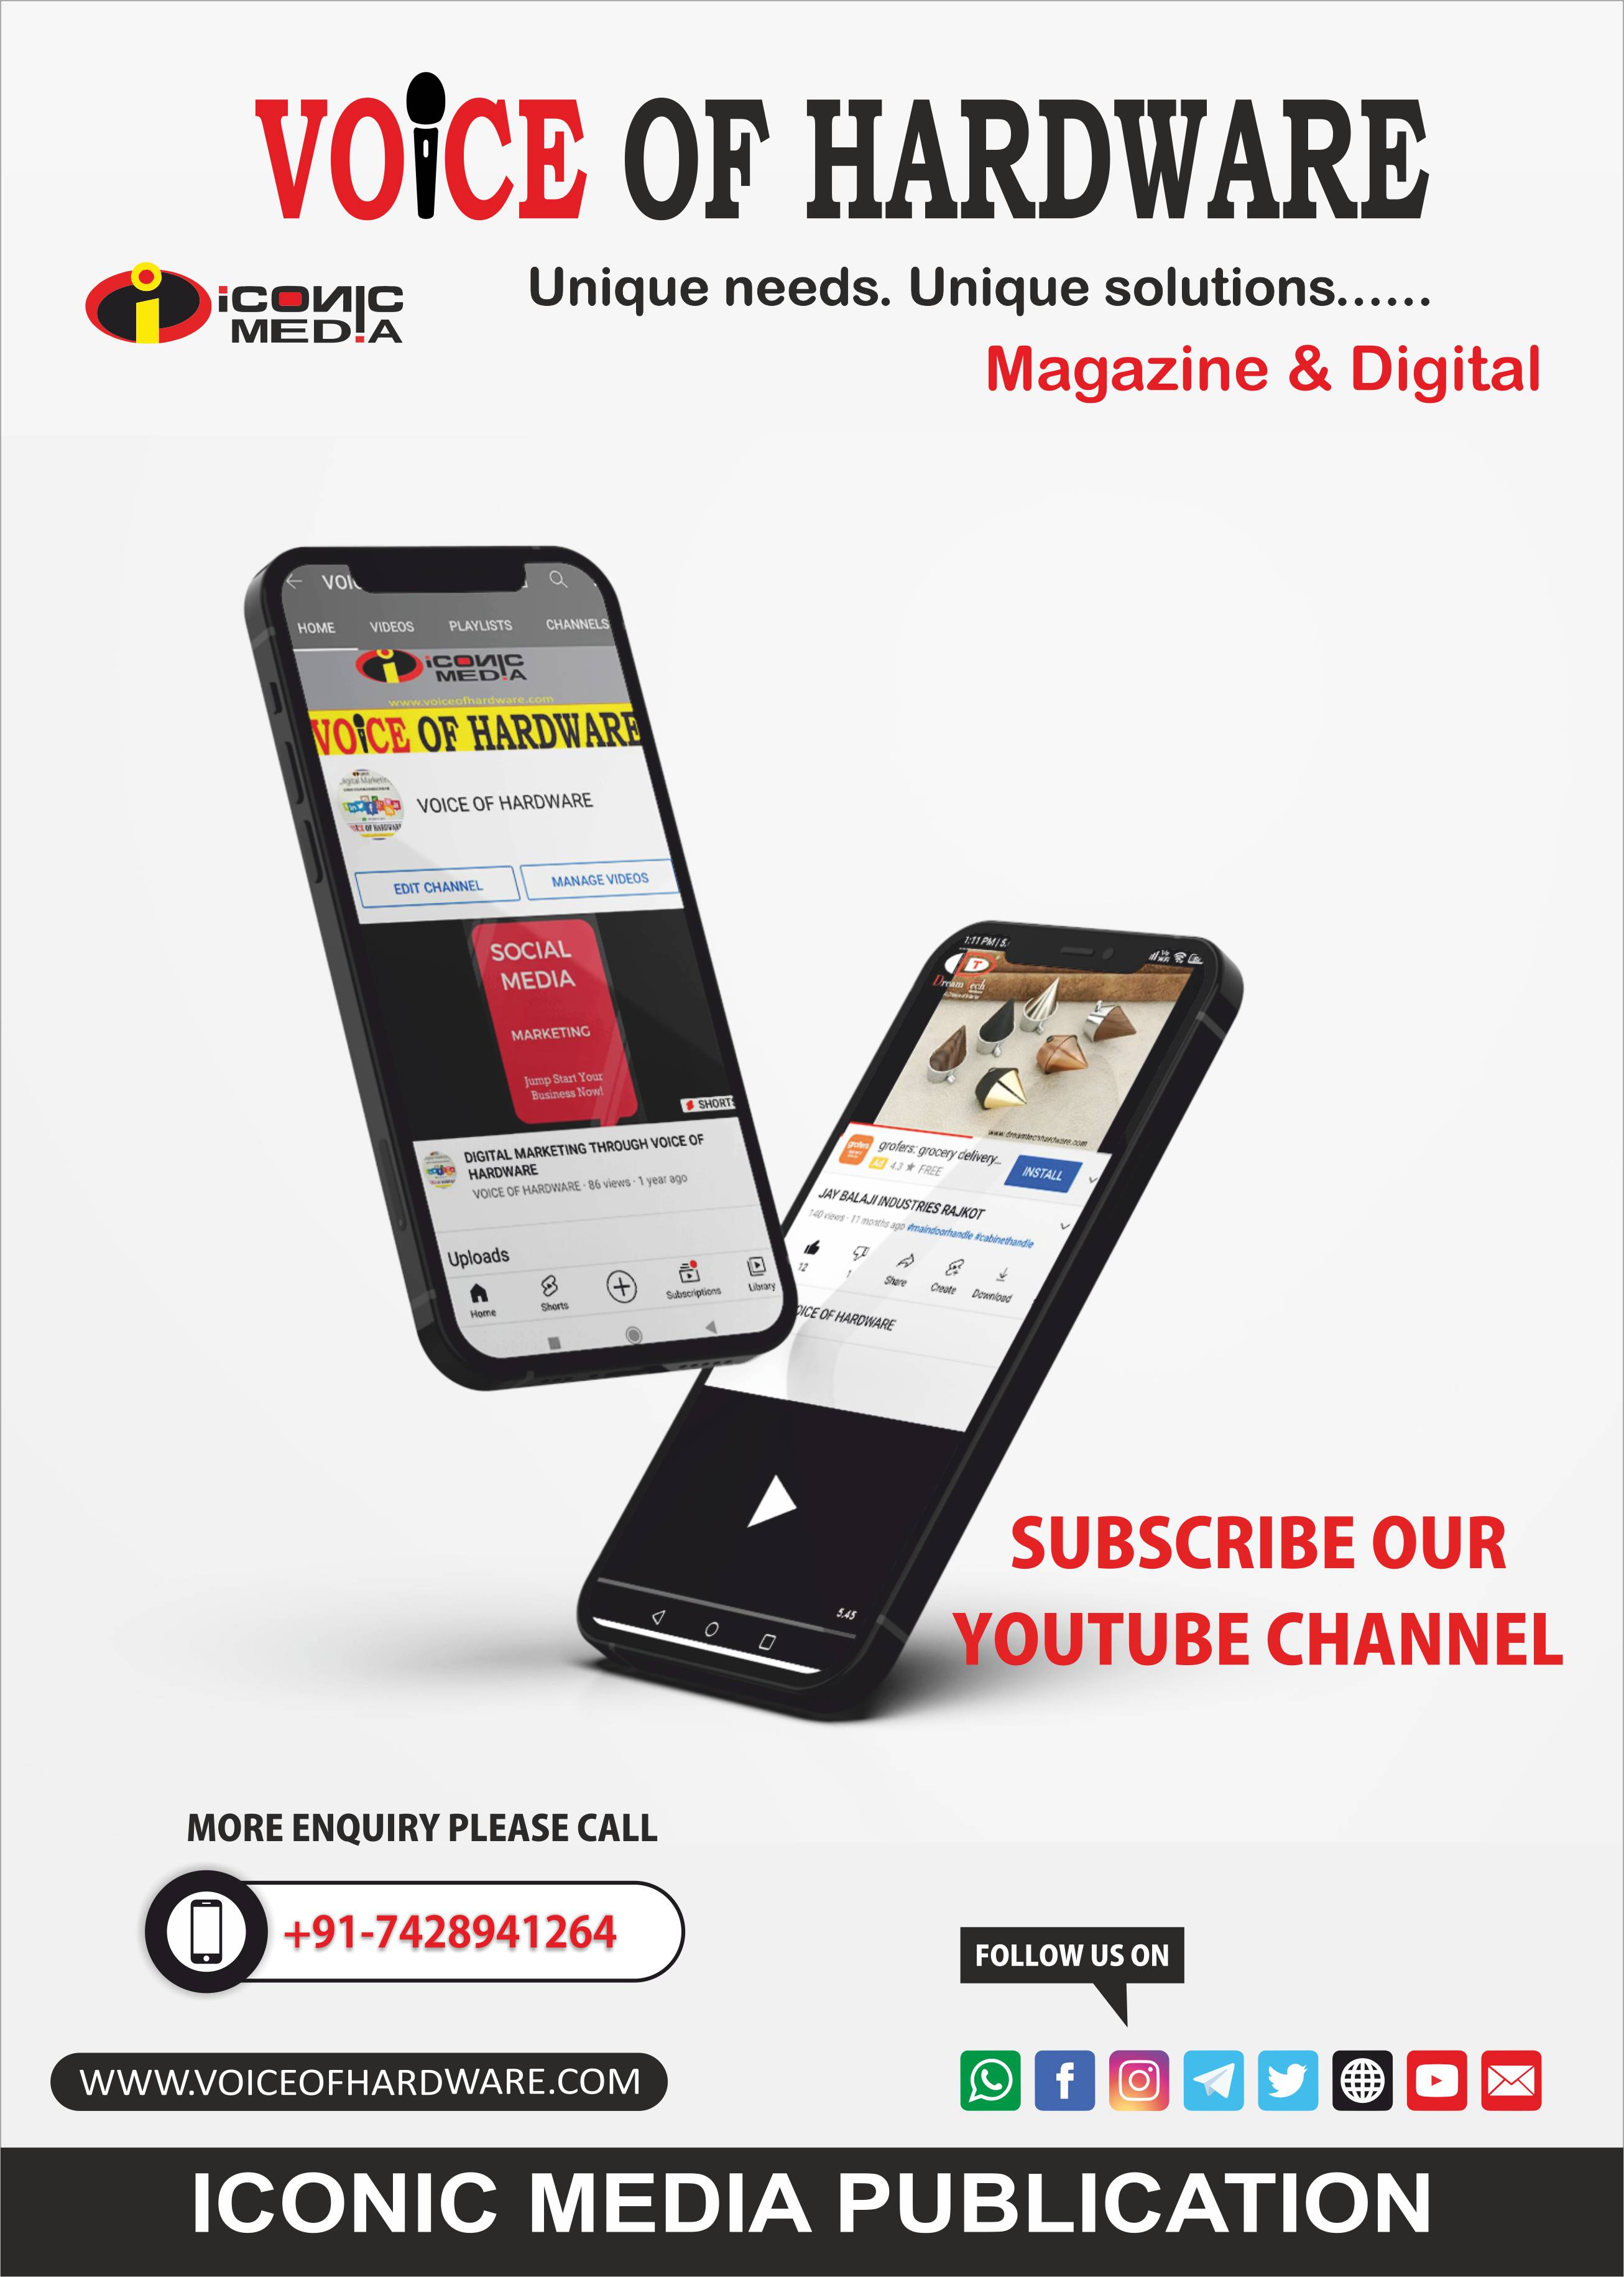 VOiCE OF HARDWARE
iCONIC
MEDIA
Unique needs. Unique solutions......
Magazine & Digital
HOME VIDEOS PLAYLISTS CHANNELS
iCONIC
MEDIA
www.voiceofhardware.com
VOiCE OF HARDWARE
VOICE OF HARDWARE
EDIT CHANNEL MANAGE VIDEOS
SOCIAL
MEDIA
MARKETING
Jump Start Your
Business Now!
SHORTS
DIGITAL MARKETING THROUGH VOICE OF
HARDWARE
VOICE OF HARDWARE · 86 views · 1 year ago
Uploads
Home Shorts Subscriptions Library
1:11 PM | 5.
DreamTech
www.dreamtechhardware.com
grofers
grofers: grocery delivery...
Ad 4.3 ★ FREE
INSTALL
JAY BALAJI INDUSTRIES RAJKOT
140 views · 11 months ago #maindoorhandle #cabinethandle
12 1 Share Create Download
OICE OF HARDWARE
5.45
SUBSCRIBE OUR
YOUTUBE CHANNEL
MORE ENQUIRY PLEASE CALL
+91-7428941264
FOLLOW US ON
WWW.VOICEOFHARDWARE.COM
ICONIC MEDIA PUBLICATION